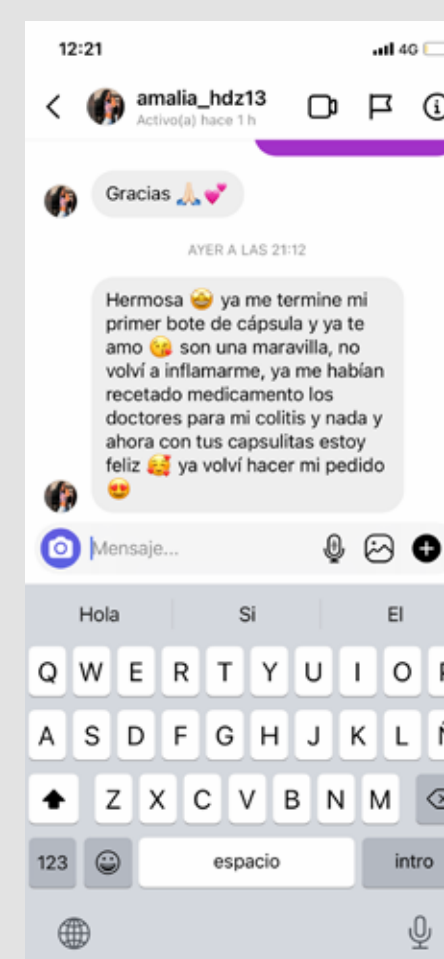 12:21
4G
amalia_hdz13
Activo(a) hace 1 h
Gracias 🙏🏻💕
AYER A LAS 21:12
Hermosa 🤩 ya me termine mi
primer bote de cápsula y ya te
amo 😘 son una maravilla, no
volví a inflamarme, ya me habían
recetado medicamento los
doctores para mi colitis y nada y
ahora con tus capsulitas estoy
feliz 🥰 ya volví hacer mi pedido
😍
Mensaje...
Hola Si El
Q W E R T Y U I O P
A S D F G H J K L Ñ
Z X C V B N M
123 espacio intro